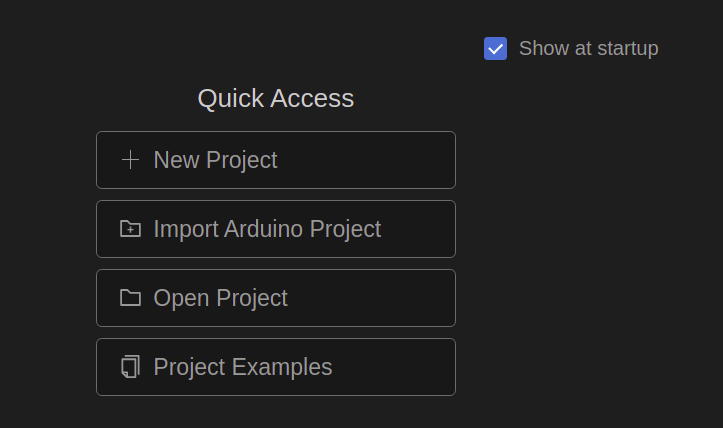 Show at startup
Quick Access
New Project
Import Arduino Project
Open Project
Project Examples